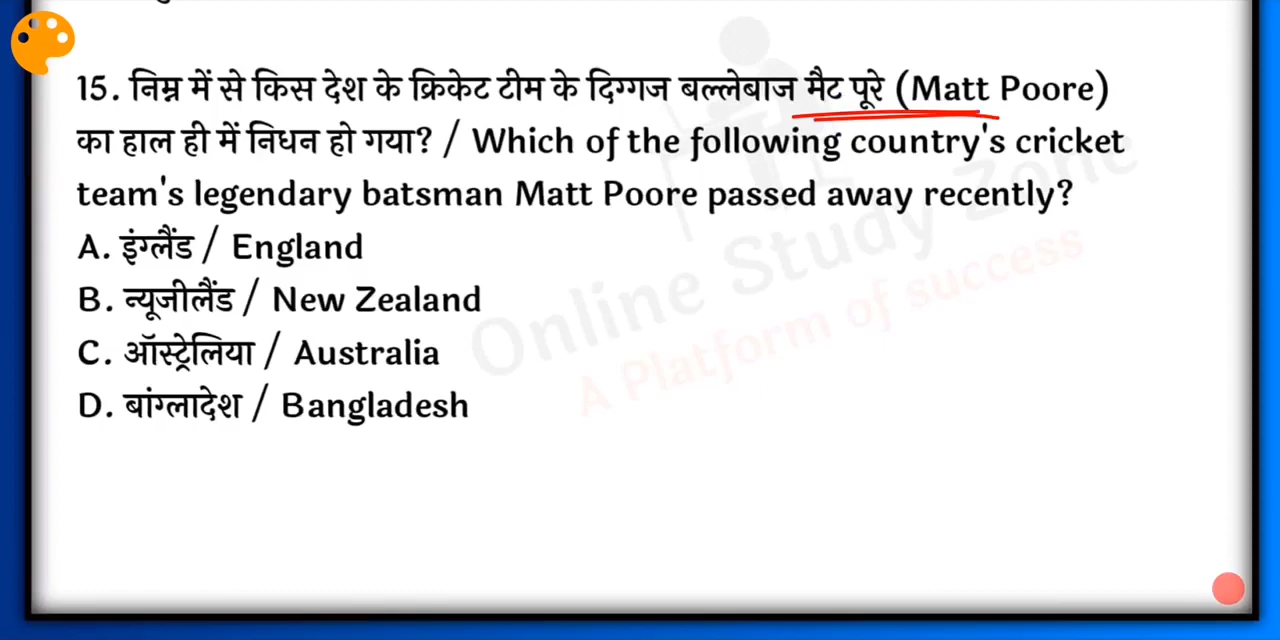 15. निम्न में से किस देश के क्रिकेट टीम के दिग्गज बल्लेबाज मैट पूरे (Matt Poore)
का हाल ही में निधन हो गया? / Which of the following country's cricket
team's legendary batsman Matt Poore passed away recently?
A. इंग्लैंड / England
B. न्यूजीलैंड / New Zealand
C. ऑस्ट्रेलिया / Australia
D. बांग्लादेश / Bangladesh
Online Study Zone
A Platform of success